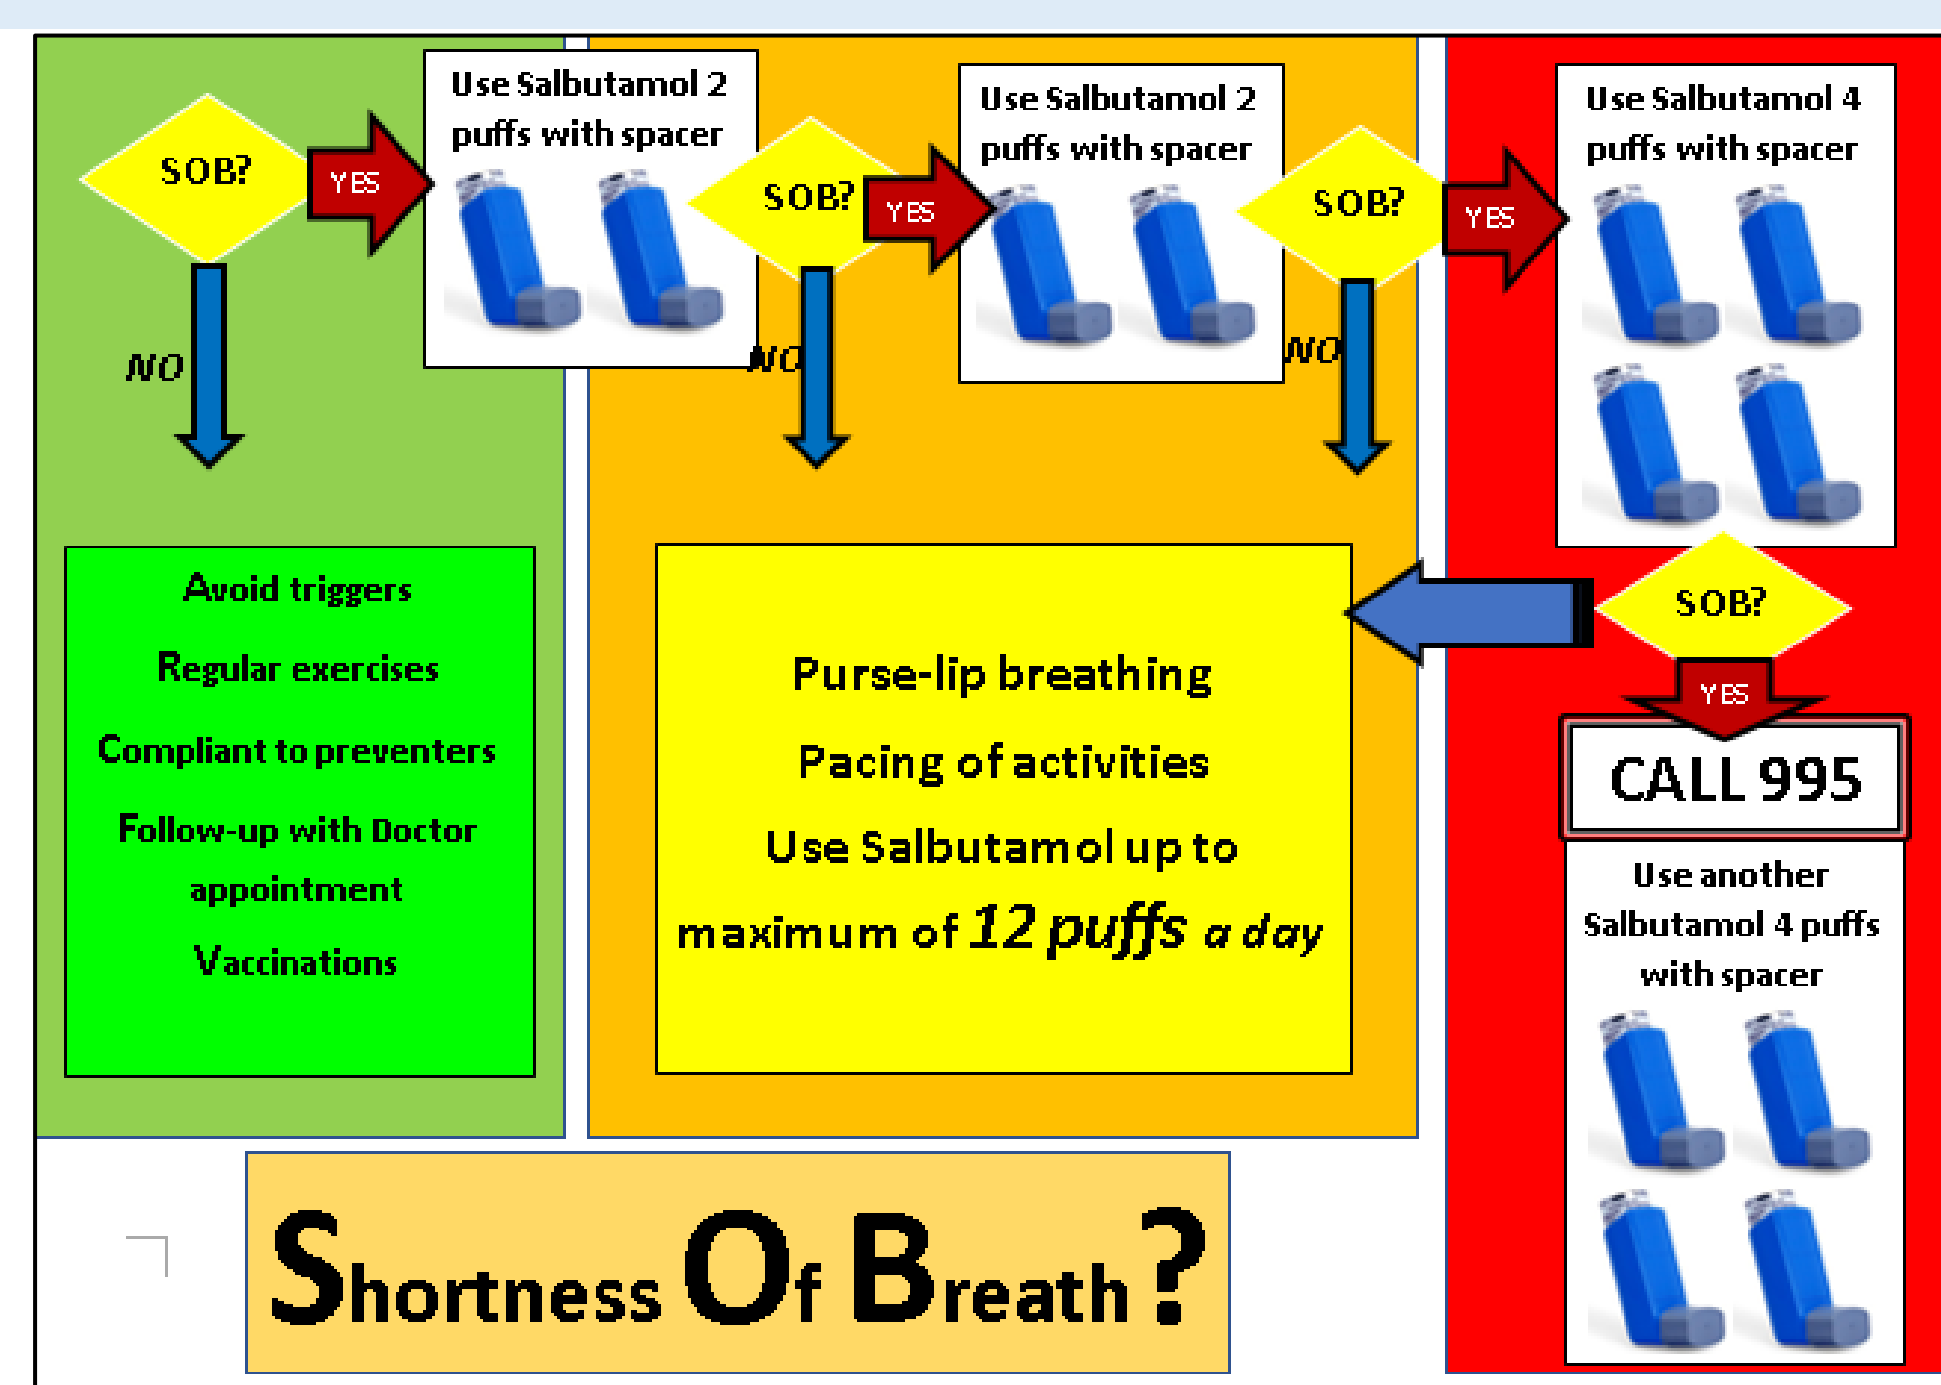 SOB?
YES
NO
Use Salbutamol 2
puffs with spacer
SOB?
YES
NO
Use Salbutamol 2
puffs with spacer
SOB?
YES
NO
Use Salbutamol 4
puffs with spacer
SOB?
YES
CALL 995
Use another
Salbutamol 4 puffs
with spacer
Avoid triggers
Regular exercises
Compliant to preventers
Follow-up with Doctor
appointment
Vaccinations
Purse-lip breathing
Pacing of activities
Use Salbutamol up to
maximum of 12 puffs a day
Shortness Of Breath?